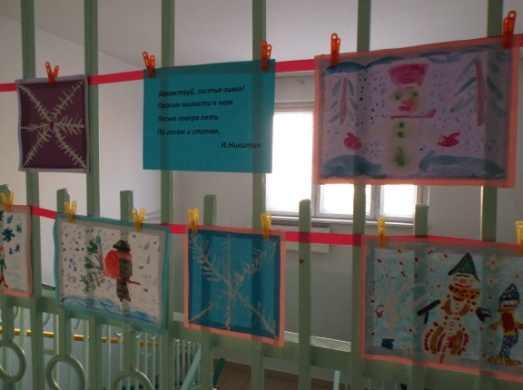 Здравствуй, гостья-зима!
Просим милости к нам
Песни севера петь
По лесам и степям.
И.Никитин